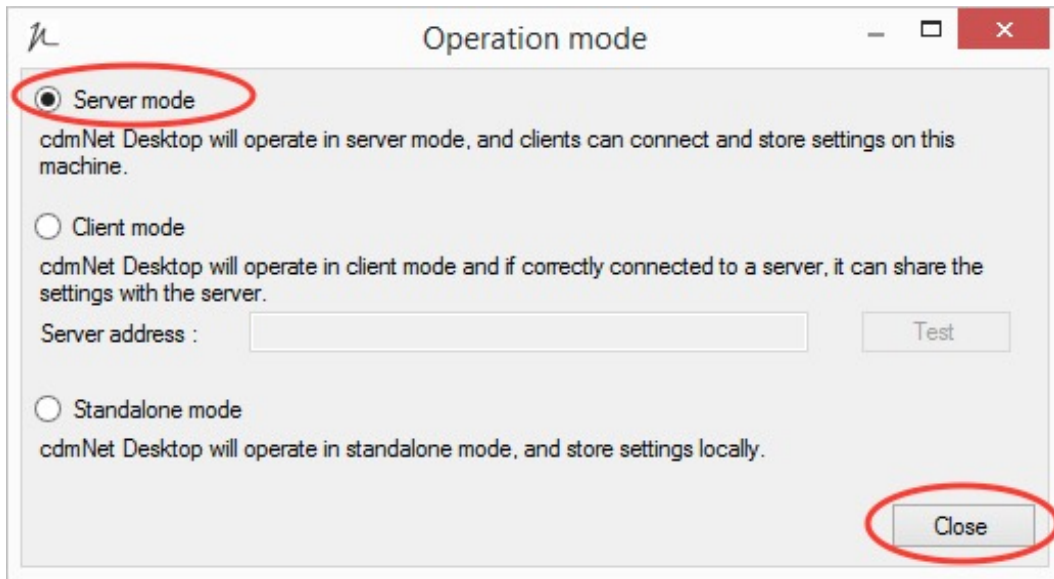 Operation mode
Server mode
cdmNet Desktop will operate in server mode, and clients can connect and store settings on this
machine.
Client mode
cdmNet Desktop will operate in client mode and if correctly connected to a server, it can share the
settings with the server.
Server address :
Test
Standalone mode
cdmNet Desktop will operate in standalone mode, and store settings locally.
Close